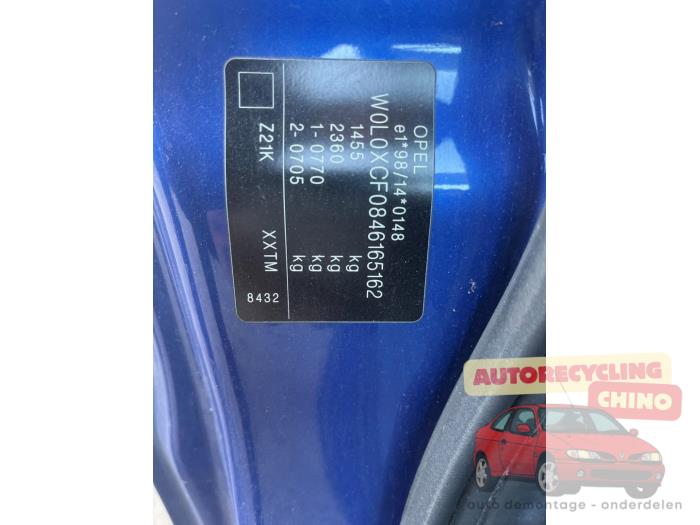 OPEL
e1*98/14*0148
W0L0XCF0846165162
1455 kg
2360 kg
1- 0770 kg
2- 0705 kg
Z21K XXTM
8432
AUTORECYCLING
CHINO
auto demontage - onderdelen